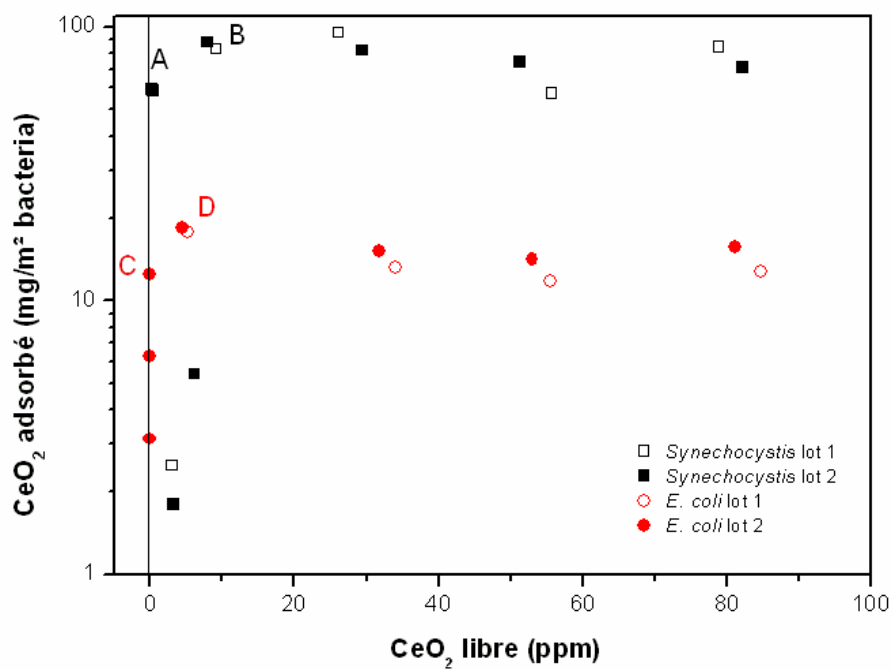 100
10
1
A
B
C
D
CeO₂ adsorbé (mg/m² bacteria)
Synechocystis lot 1
Synechocystis lot 2
E. coli lot 1
E. coli lot 2
0 20 40 60 80 100
CeO₂ libre (ppm)